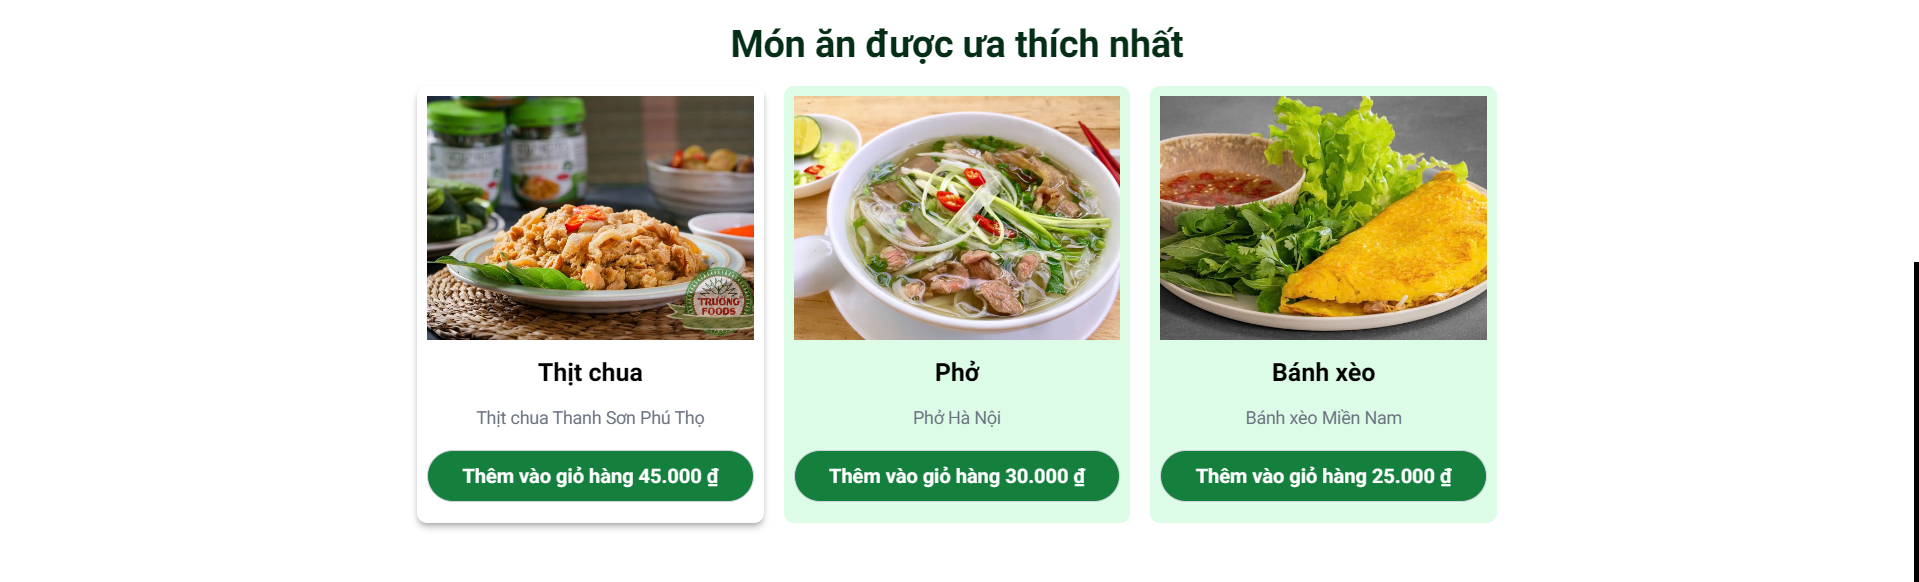 Món ăn được ưa thích nhất
TRƯỜNG
FOODS
Thịt chua
Thịt chua Thanh Sơn Phú Thọ
Thêm vào giỏ hàng 45.000 ₫
Phở
Phở Hà Nội
Thêm vào giỏ hàng 30.000 ₫
Bánh xèo
Bánh xèo Miền Nam
Thêm vào giỏ hàng 25.000 ₫